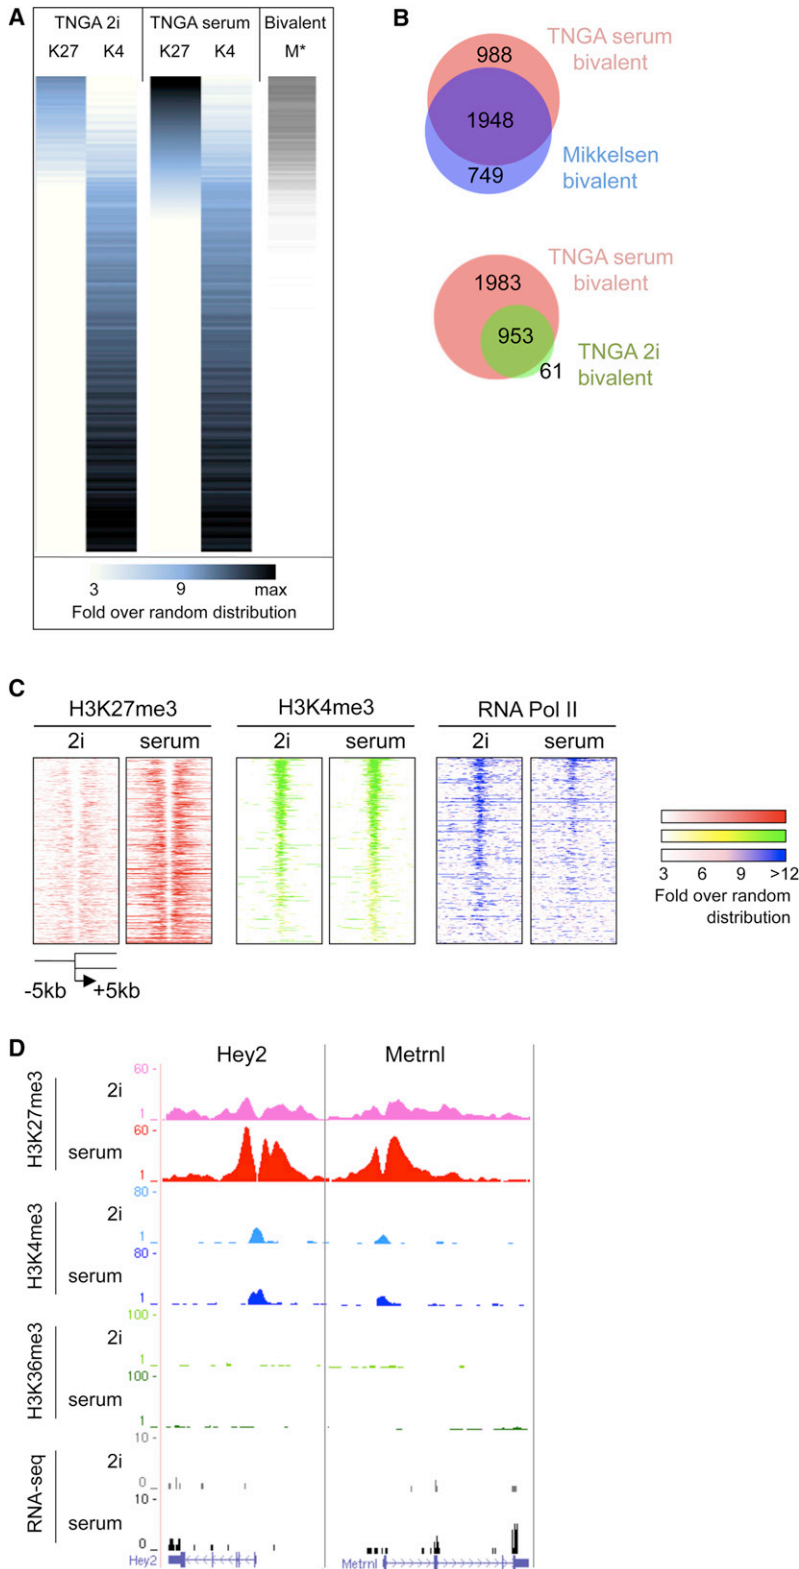 A
TNGA 2i TNGA serum Bivalent
K27 K4 K27 K4 M*
3 9 max
Fold over random distribution
B
988
TNGA serum
bivalent
1948
749
Mikkelsen
bivalent
TNGA serum
bivalent
1983
953
61
TNGA 2i
bivalent
C
H3K27me3 H3K4me3 RNA Pol II
2i serum 2i serum 2i serum
3 6 9 >12
Fold over random
distribution
-5kb +5kb
D
Hey2 Metrnl
H3K27me3
2i
60 -
1 _
serum
60 -
1 _
H3K4me3
2i
80 -
1 _
serum
80 -
1 _
H3K36me3
2i
100 -
1 _
serum
100 -
1 _
RNA-seq
2i
10 -
0 _
serum
10 -
0 _
Hey2 Metrnl